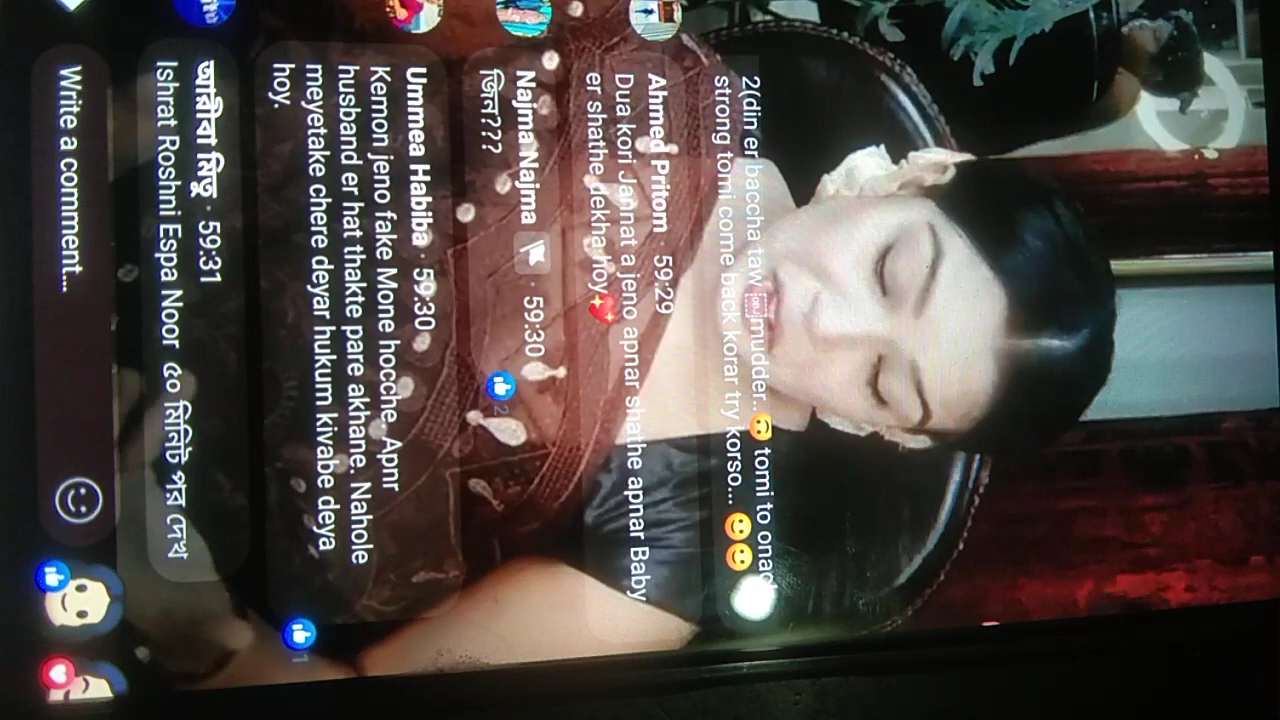 2(din er baccha taw mudder..🙃 tomi to onac
strong tomi come back korar try korso... 🙂🙂
Ahmed Pritom · 59:29
Dua kori Jannat a jeno apnar shathe apnar Baby
er shathe dekha hoy✨❤️
Najma Najma · 59:30
জিন???
2
Ummea Habiba · 59:30
Kemon jeno fake Mone hocche. Apnr
husband er hat thakte pare akhane. Nahole
meyetake chere deyar hukum kivabe deya
hoy.
1
আরীবা মিতু · 59:31
Ishrat Roshni Espa Noor ৫০ মিনিট পর দেখ
Write a comment...